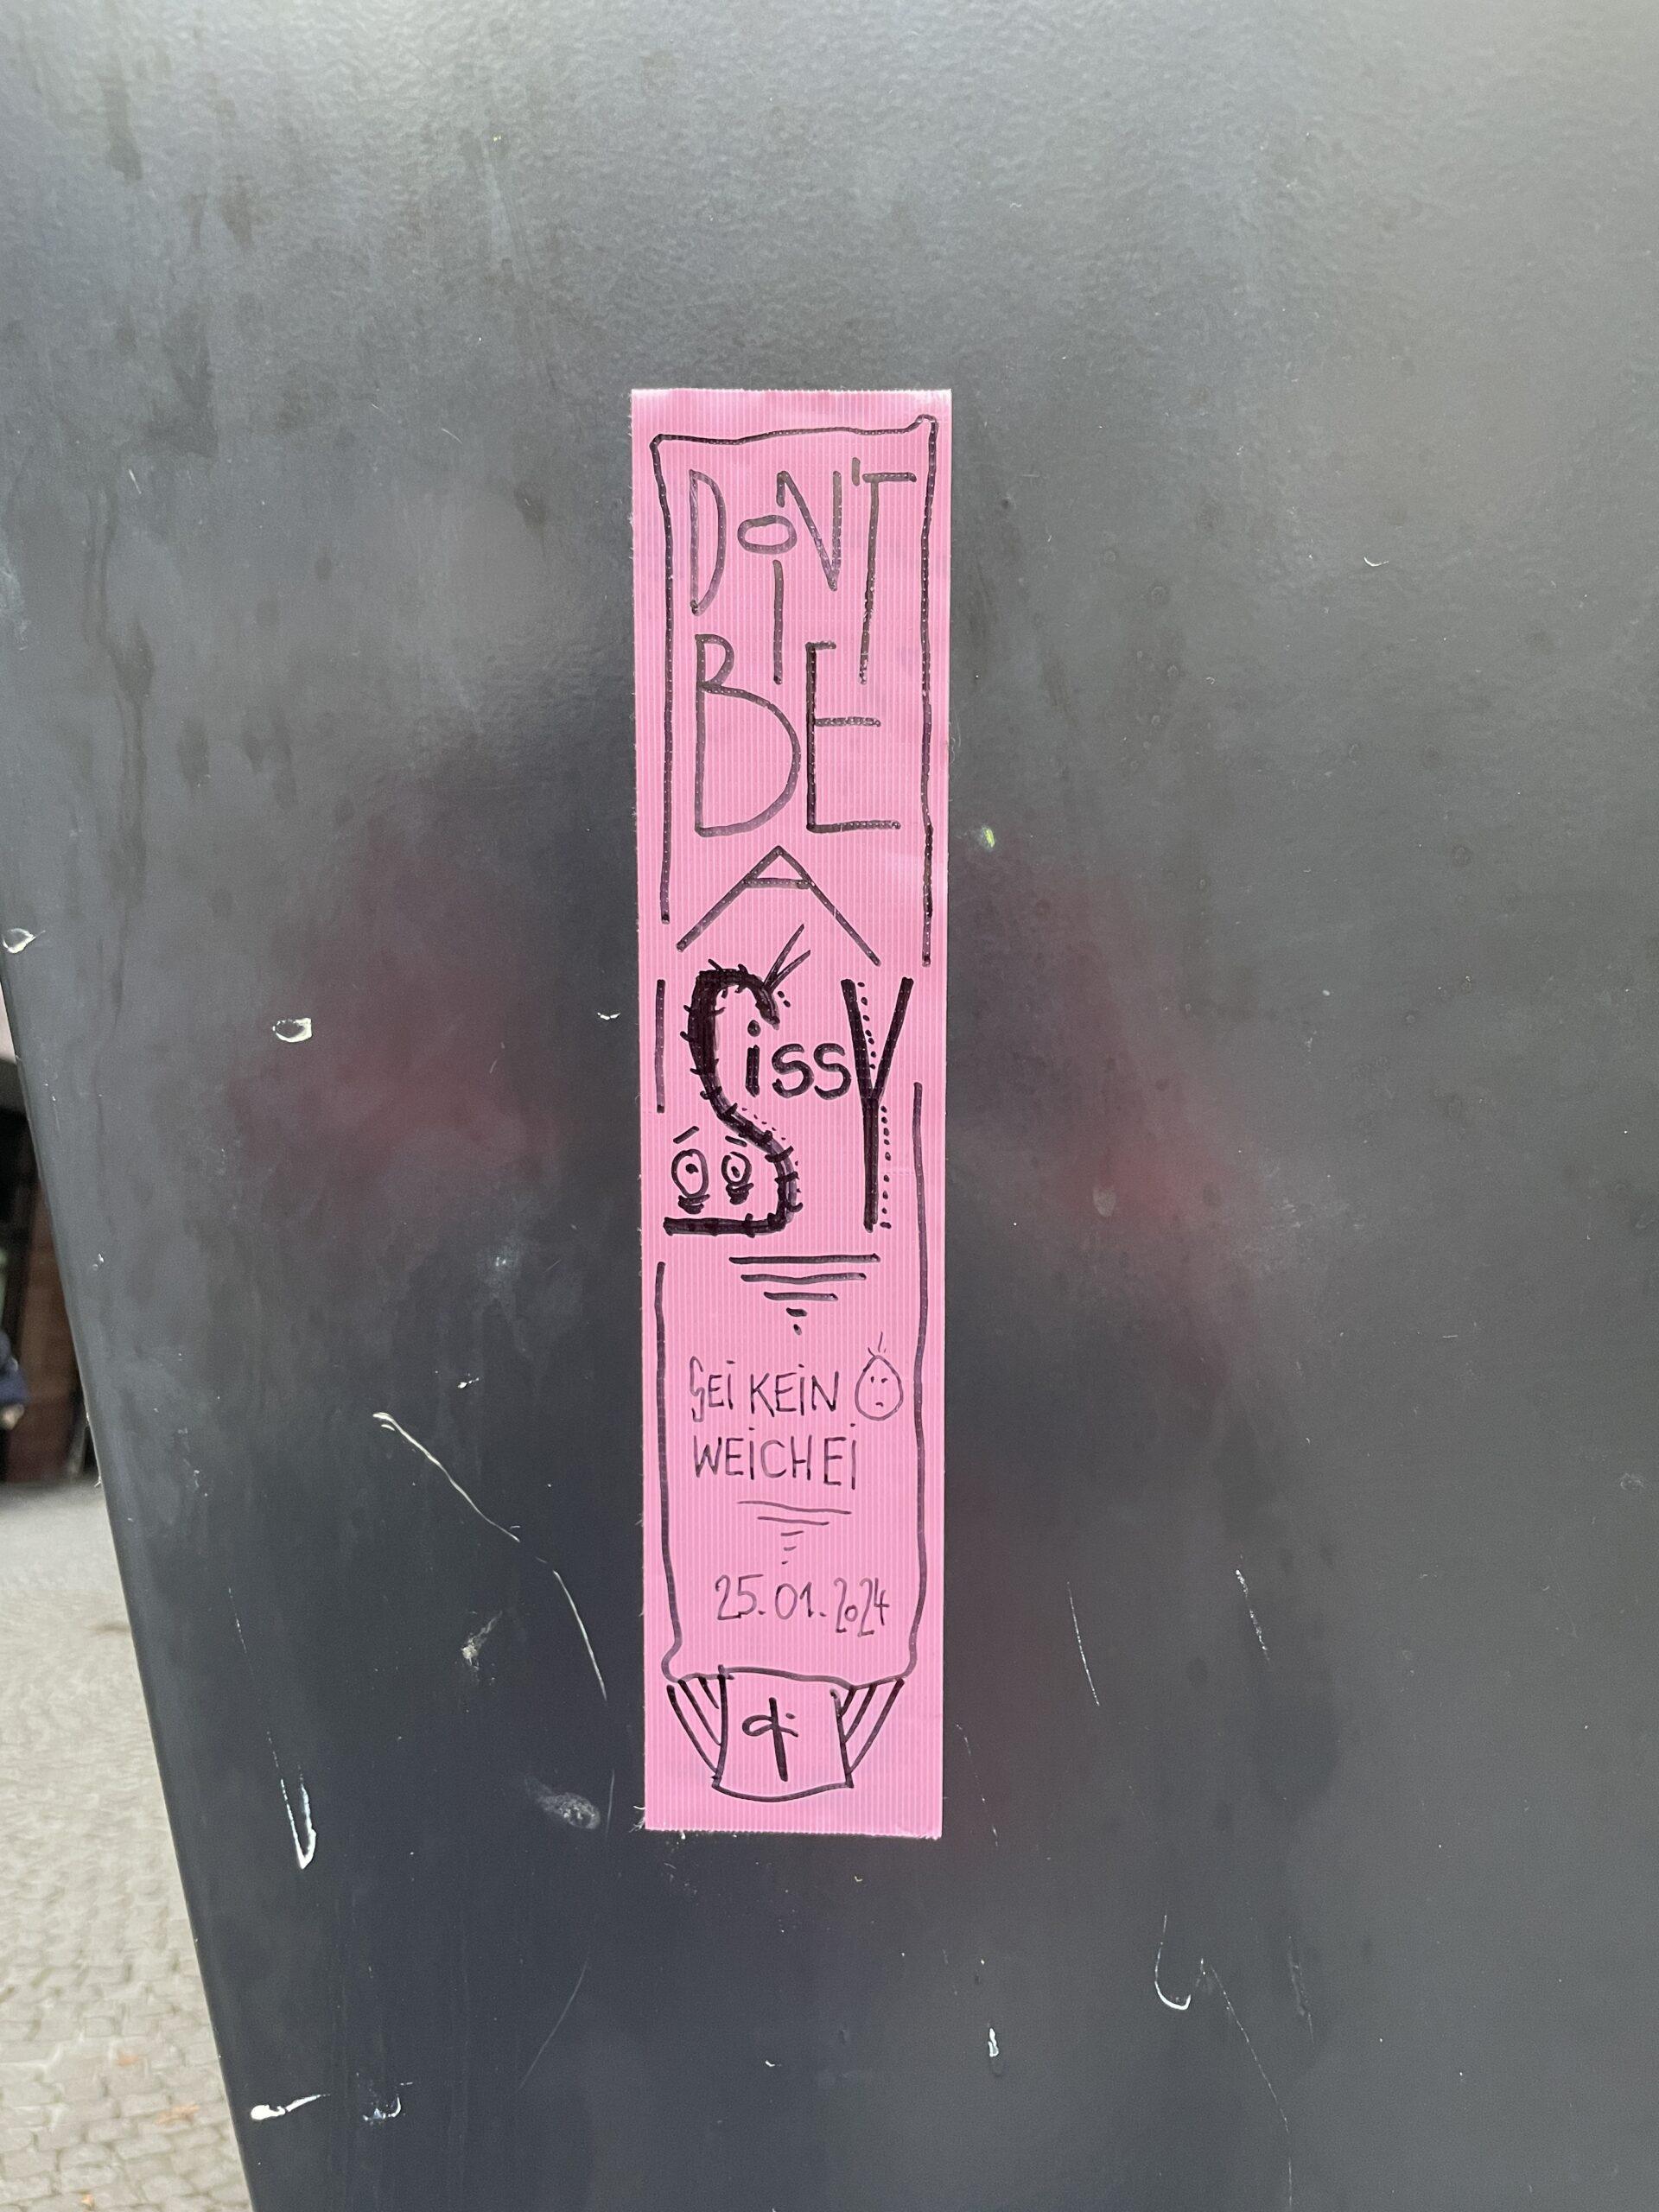 DON'T
BE
A
SissY
SEi KEiN
WEiCHEi
25.01.2024